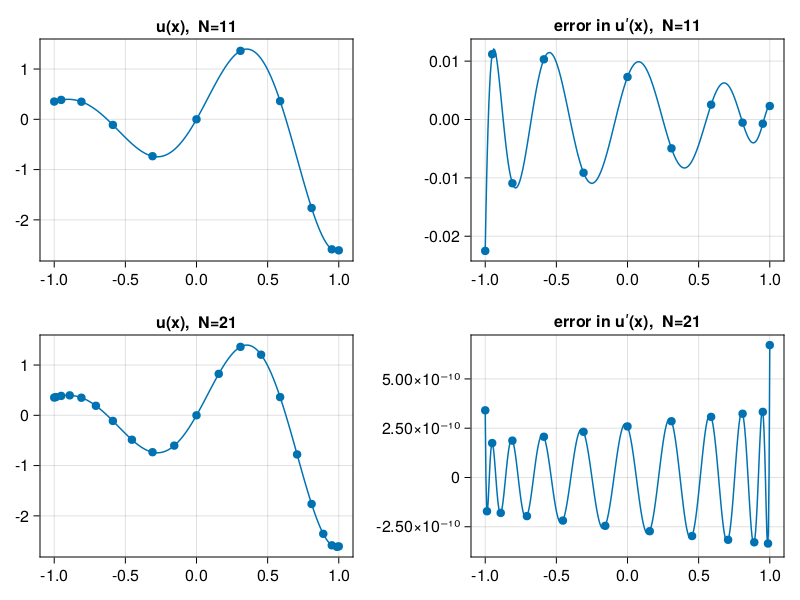 u(x),  N=11
1
0
-1
-2
-1.0 -0.5 0.0 0.5 1.0
error in u′(x),  N=11
0.01
0.00
-0.01
-0.02
-1.0 -0.5 0.0 0.5 1.0
u(x),  N=21
1
0
-1
-2
-1.0 -0.5 0.0 0.5 1.0
error in u′(x),  N=21
5.00×10⁻¹⁰
2.50×10⁻¹⁰
0
-2.50×10⁻¹⁰
-1.0 -0.5 0.0 0.5 1.0